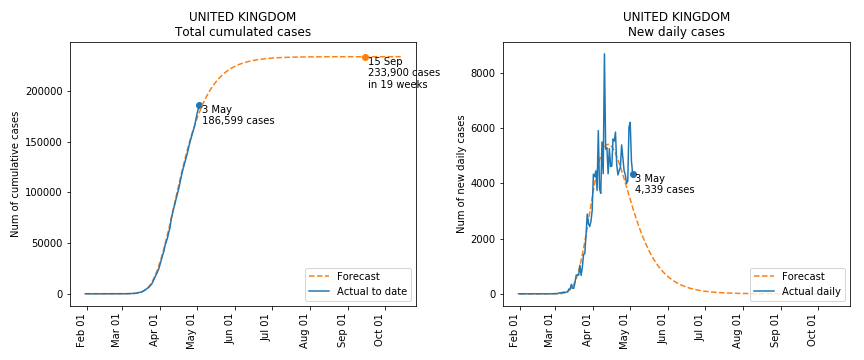 UNITED KINGDOM
Total cumulated cases
Num of cumulative cases
200000
150000
100000
50000
0
15 Sep
233,900 cases
in 19 weeks
3 May
186,599 cases
Forecast
Actual to date
Feb 01
Mar 01
Apr 01
May 01
Jun 01
Jul 01
Aug 01
Sep 01
Oct 01
UNITED KINGDOM
New daily cases
Num of new daily cases
8000
6000
4000
2000
0
3 May
4,339 cases
Forecast
Actual daily
Feb 01
Mar 01
Apr 01
May 01
Jun 01
Jul 01
Aug 01
Sep 01
Oct 01